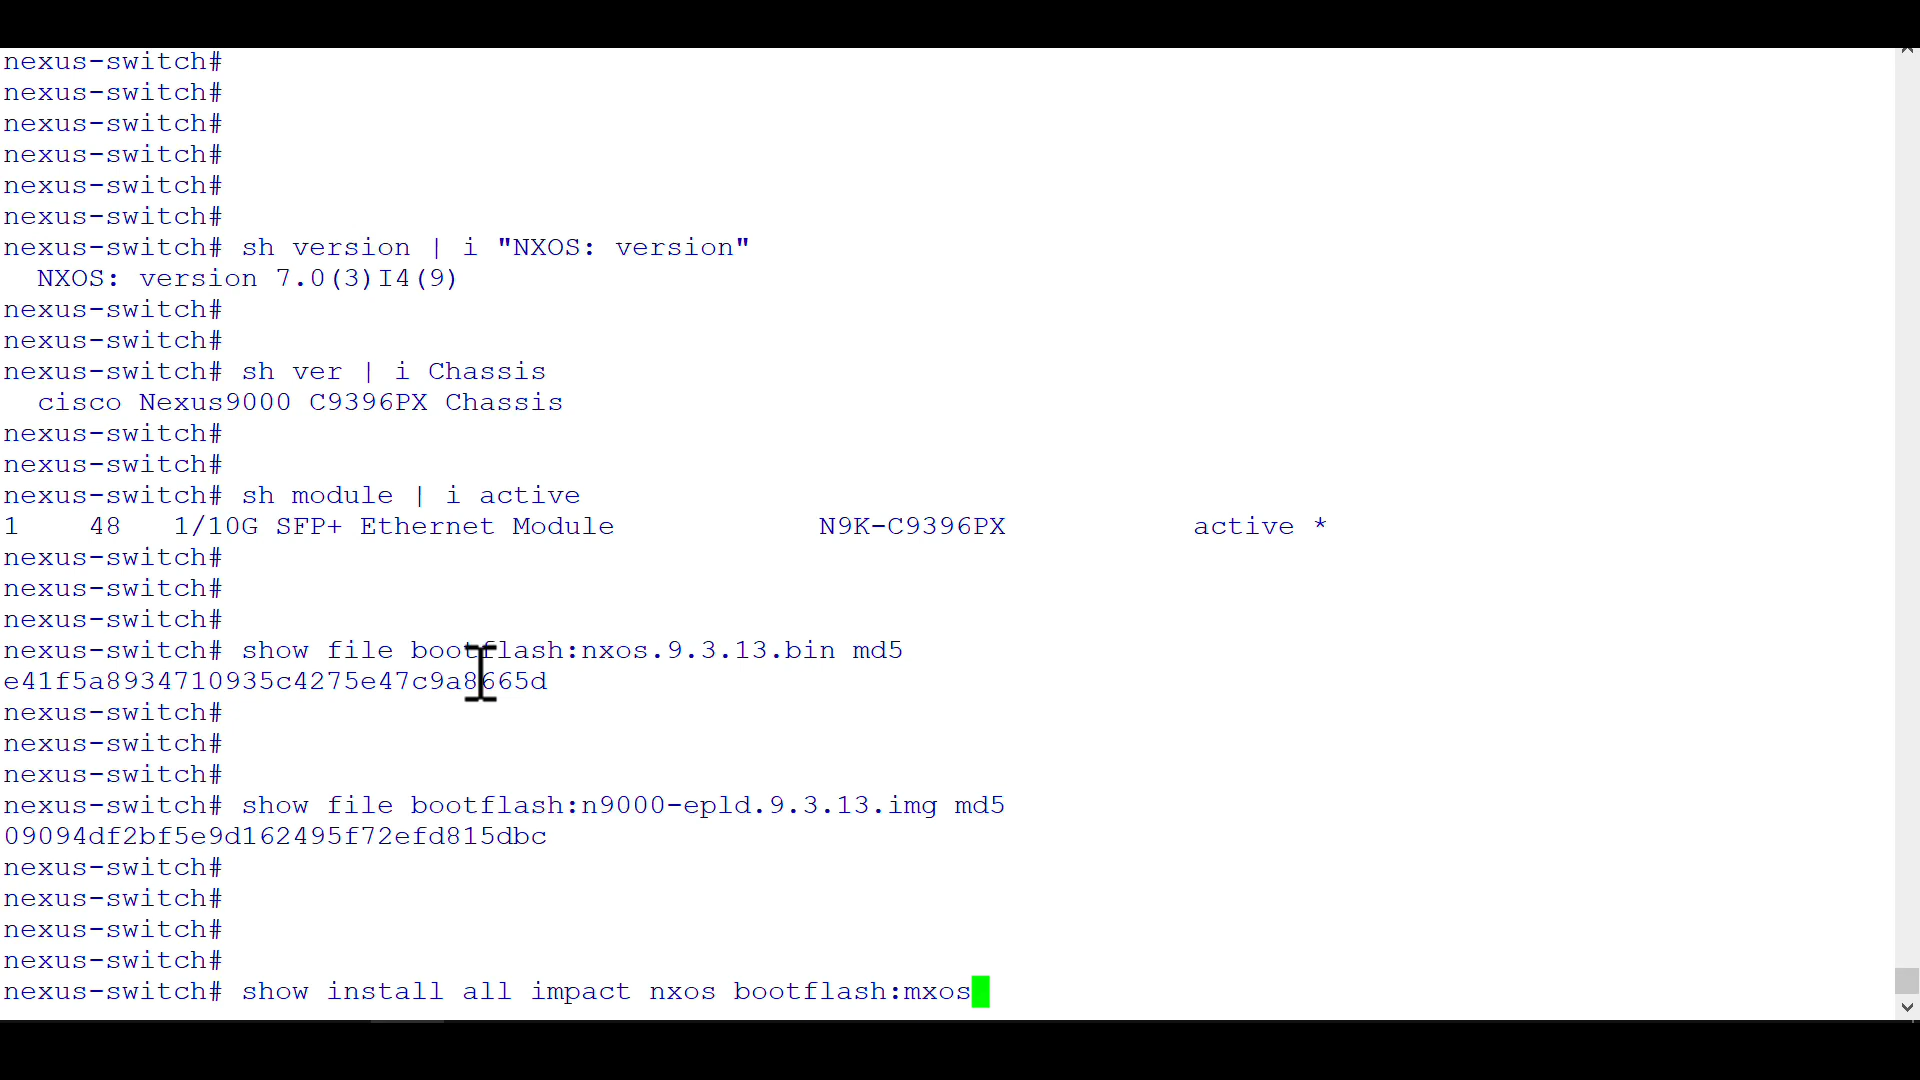 nexus-switch#
nexus-switch#
nexus-switch#
nexus-switch#
nexus-switch#
nexus-switch#
nexus-switch# sh version | i "NXOS: version"
  NXOS: version 7.0(3)I4(9)
nexus-switch#
nexus-switch#
nexus-switch# sh ver | i Chassis
  cisco Nexus9000 C9396PX Chassis
nexus-switch#
nexus-switch#
nexus-switch# sh module | i active
1    48   1/10G SFP+ Ethernet Module            N9K-C9396PX           active *
nexus-switch#
nexus-switch#
nexus-switch#
nexus-switch# show file bootflash:nxos.9.3.13.bin md5
e41f5a8934710935c4275e47c9a8665d
nexus-switch#
nexus-switch#
nexus-switch#
nexus-switch# show file bootflash:n9000-epld.9.3.13.img md5
09094df2bf5e9d162495f72efd815dbc
nexus-switch#
nexus-switch#
nexus-switch#
nexus-switch#
nexus-switch# show install all impact nxos bootflash:mxos